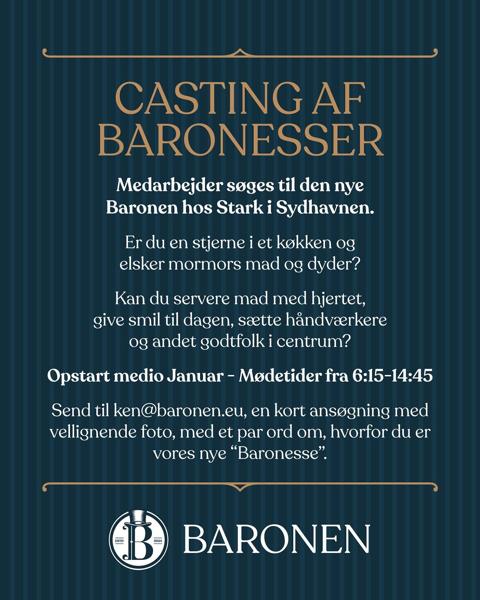 CASTING AF
BARONESSER
Medarbejder søges til den nye
Baronen hos Stark i Sydhavnen.
Er du en stjerne i et køkken og
elsker mormors mad og dyder?
Kan du servere mad med hjertet,
give smil til dagen, sætte håndværkere
og andet godtfolk i centrum?
Opstart medio Januar - Mødetider fra 6:15-14:45
Send til ken@baronen.eu, en kort ansøgning med
vellignende foto, med et par ord om, hvorfor du er
vores nye “Baronesse”.
B
BARONEN